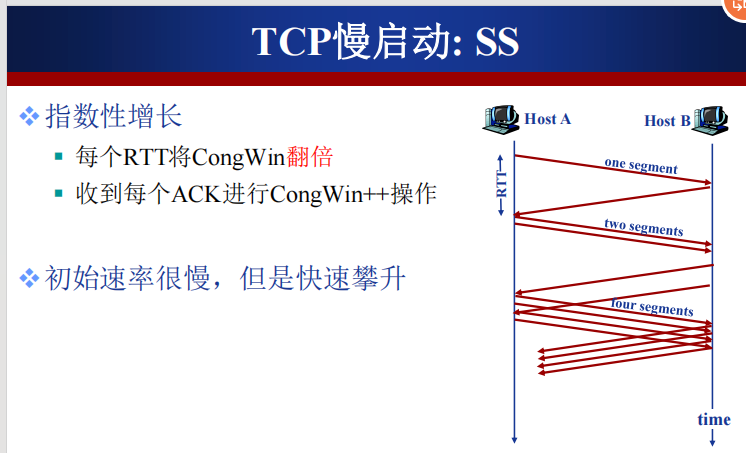 TCP慢启动: SS
指数性增长
每个RTT将CongWin翻倍
收到每个ACK进行CongWin++操作
初始速率很慢，但是快速攀升
Host A
Host B
RTT
one segment
two segments
four segments
time